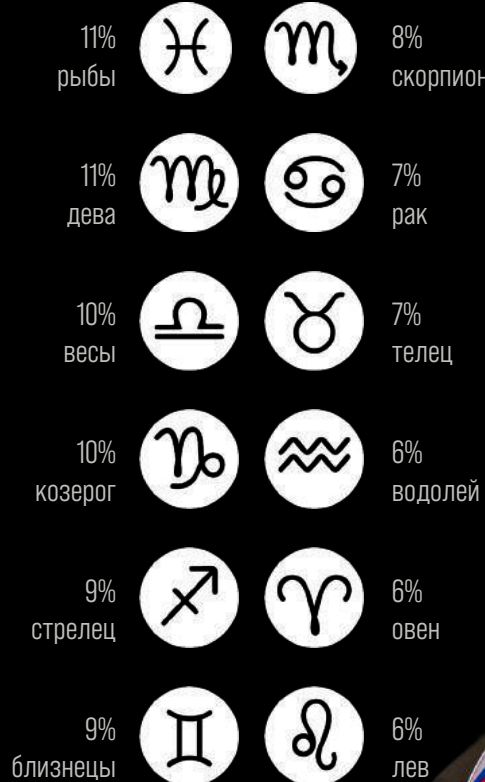 11%
рыбы
8%
скорпион
11%
дева
7%
рак
10%
весы
7%
телец
10%
козерог
6%
водолей
9%
стрелец
6%
овен
9%
близнецы
6%
лев